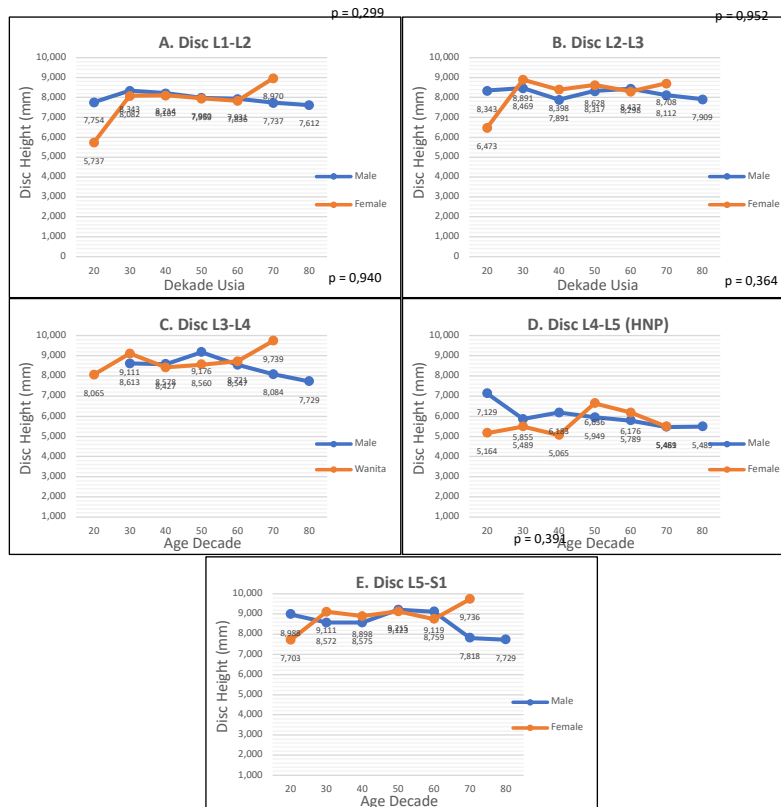 p = 0,299
A. Disc L1-L2
Disc Height (mm)
10,000
9,000
8,000
7,000
6,000
5,000
4,000
3,000
2,000
1,000
0
8,343
8,970
7,754
8,082
7,836
7,737
7,612
5,737
20 30 40 50 60 70 80
Dekade Usia
Male
Female
p = 0,952
B. Disc L2-L3
Disc Height (mm)
10,000
9,000
8,000
7,000
6,000
5,000
4,000
3,000
2,000
1,000
0
8,343
8,891
8,469
8,398
7,891
8,628
8,317
8,298
8,708
8,112
7,909
6,473
20 30 40 50 60 70 80
Male
Female
p = 0,940
C. Disc L3-L4
Disc Height (mm)
10,000
9,000
8,000
7,000
6,000
5,000
4,000
3,000
2,000
1,000
8,065
9,111
8,613
8,578
8,427
9,176
8,560
9,739
8,084
7,729
20 30 40 50 60 70 80
Age Decade
Male
Wanita
p = 0,364
D. Disc L4-L5 (HNP)
Disc Height (mm)
10,000
9,000
8,000
7,000
6,000
5,000
4,000
3,000
2,000
1,000
7,129
5,164
5,855
5,489
5,065
5,949
6,176
5,789
5,485
20 30 40 50 60 70 80
Age Decade
Male
Female
p = 0,391
E. Disc L5-S1
Disc Height (mm)
10,000
9,000
8,000
7,000
6,000
5,000
4,000
3,000
2,000
1,000
7,703
9,111
8,572
8,898
8,575
9,119
8,759
9,736
7,818
7,729
20 30 40 50 60 70 80
Age Decade
Male
Female